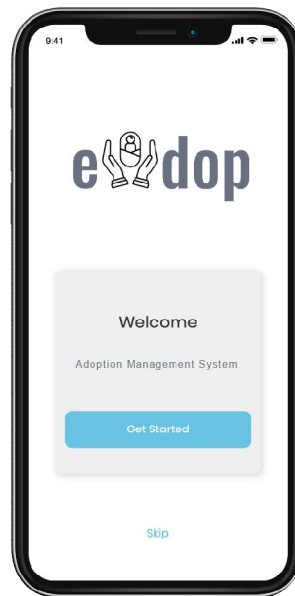 9:41
e dop
Welcome
Adoption Management System
Get Started
Skip